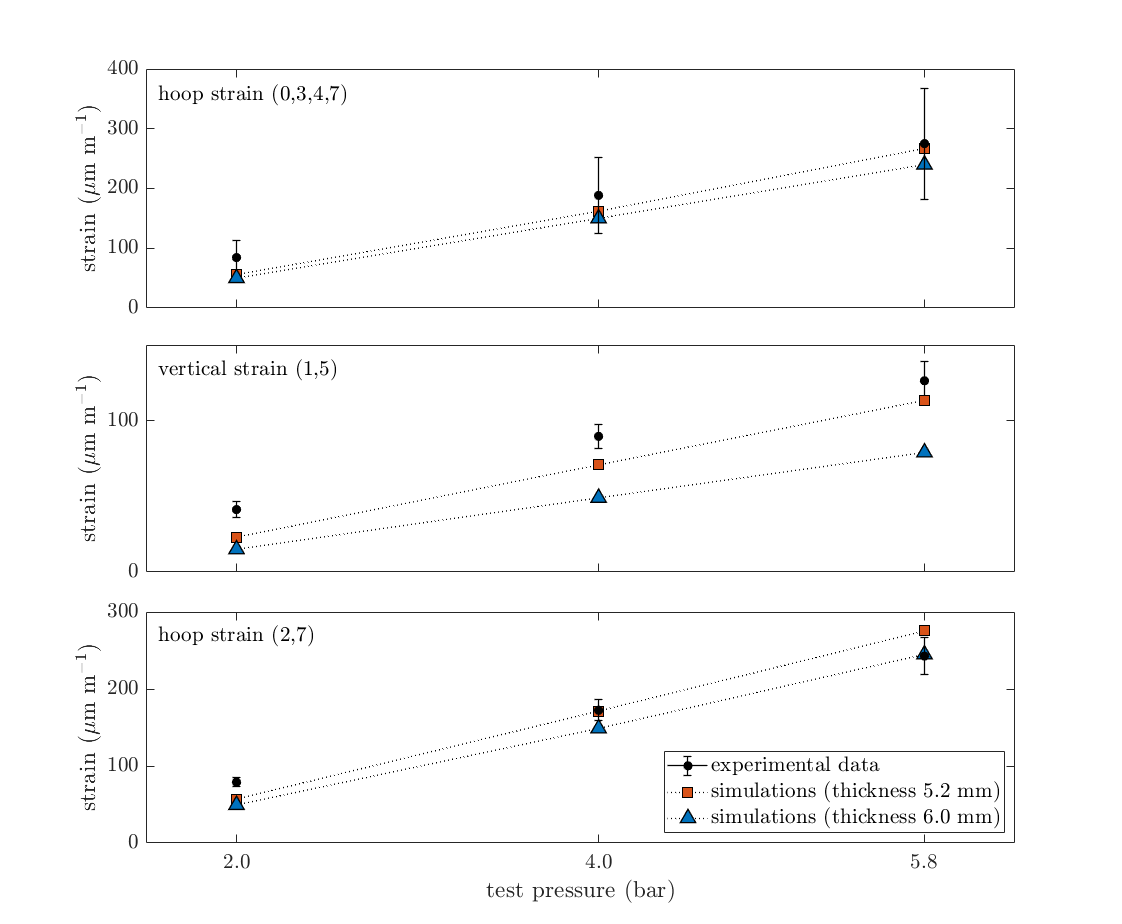 hoop strain (0,3,4,7)
400
300
200
100
0
strain (μm m⁻¹)
vertical strain (1,5)
100
0
strain (μm m⁻¹)
hoop strain (2,7)
300
200
100
0
strain (μm m⁻¹)
experimental data
simulations (thickness 5.2 mm)
simulations (thickness 6.0 mm)
2.0 4.0 5.8
test pressure (bar)